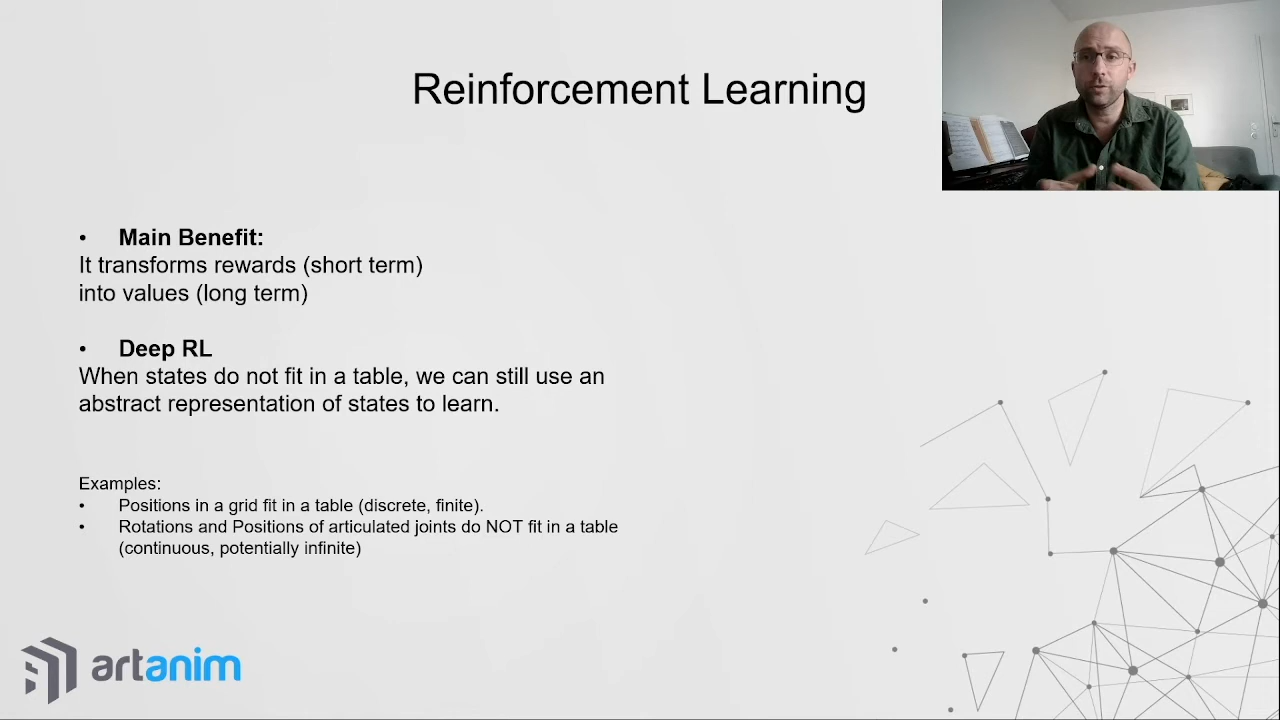 Reinforcement Learning
• Main Benefit:
It transforms rewards (short term)
into values (long term)
• Deep RL
When states do not fit in a table, we can still use an
abstract representation of states to learn.
Examples:
• Positions in a grid fit in a table (discrete, finite).
• Rotations and Positions of articulated joints do NOT fit in a table
(continuous, potentially infinite)
artanim